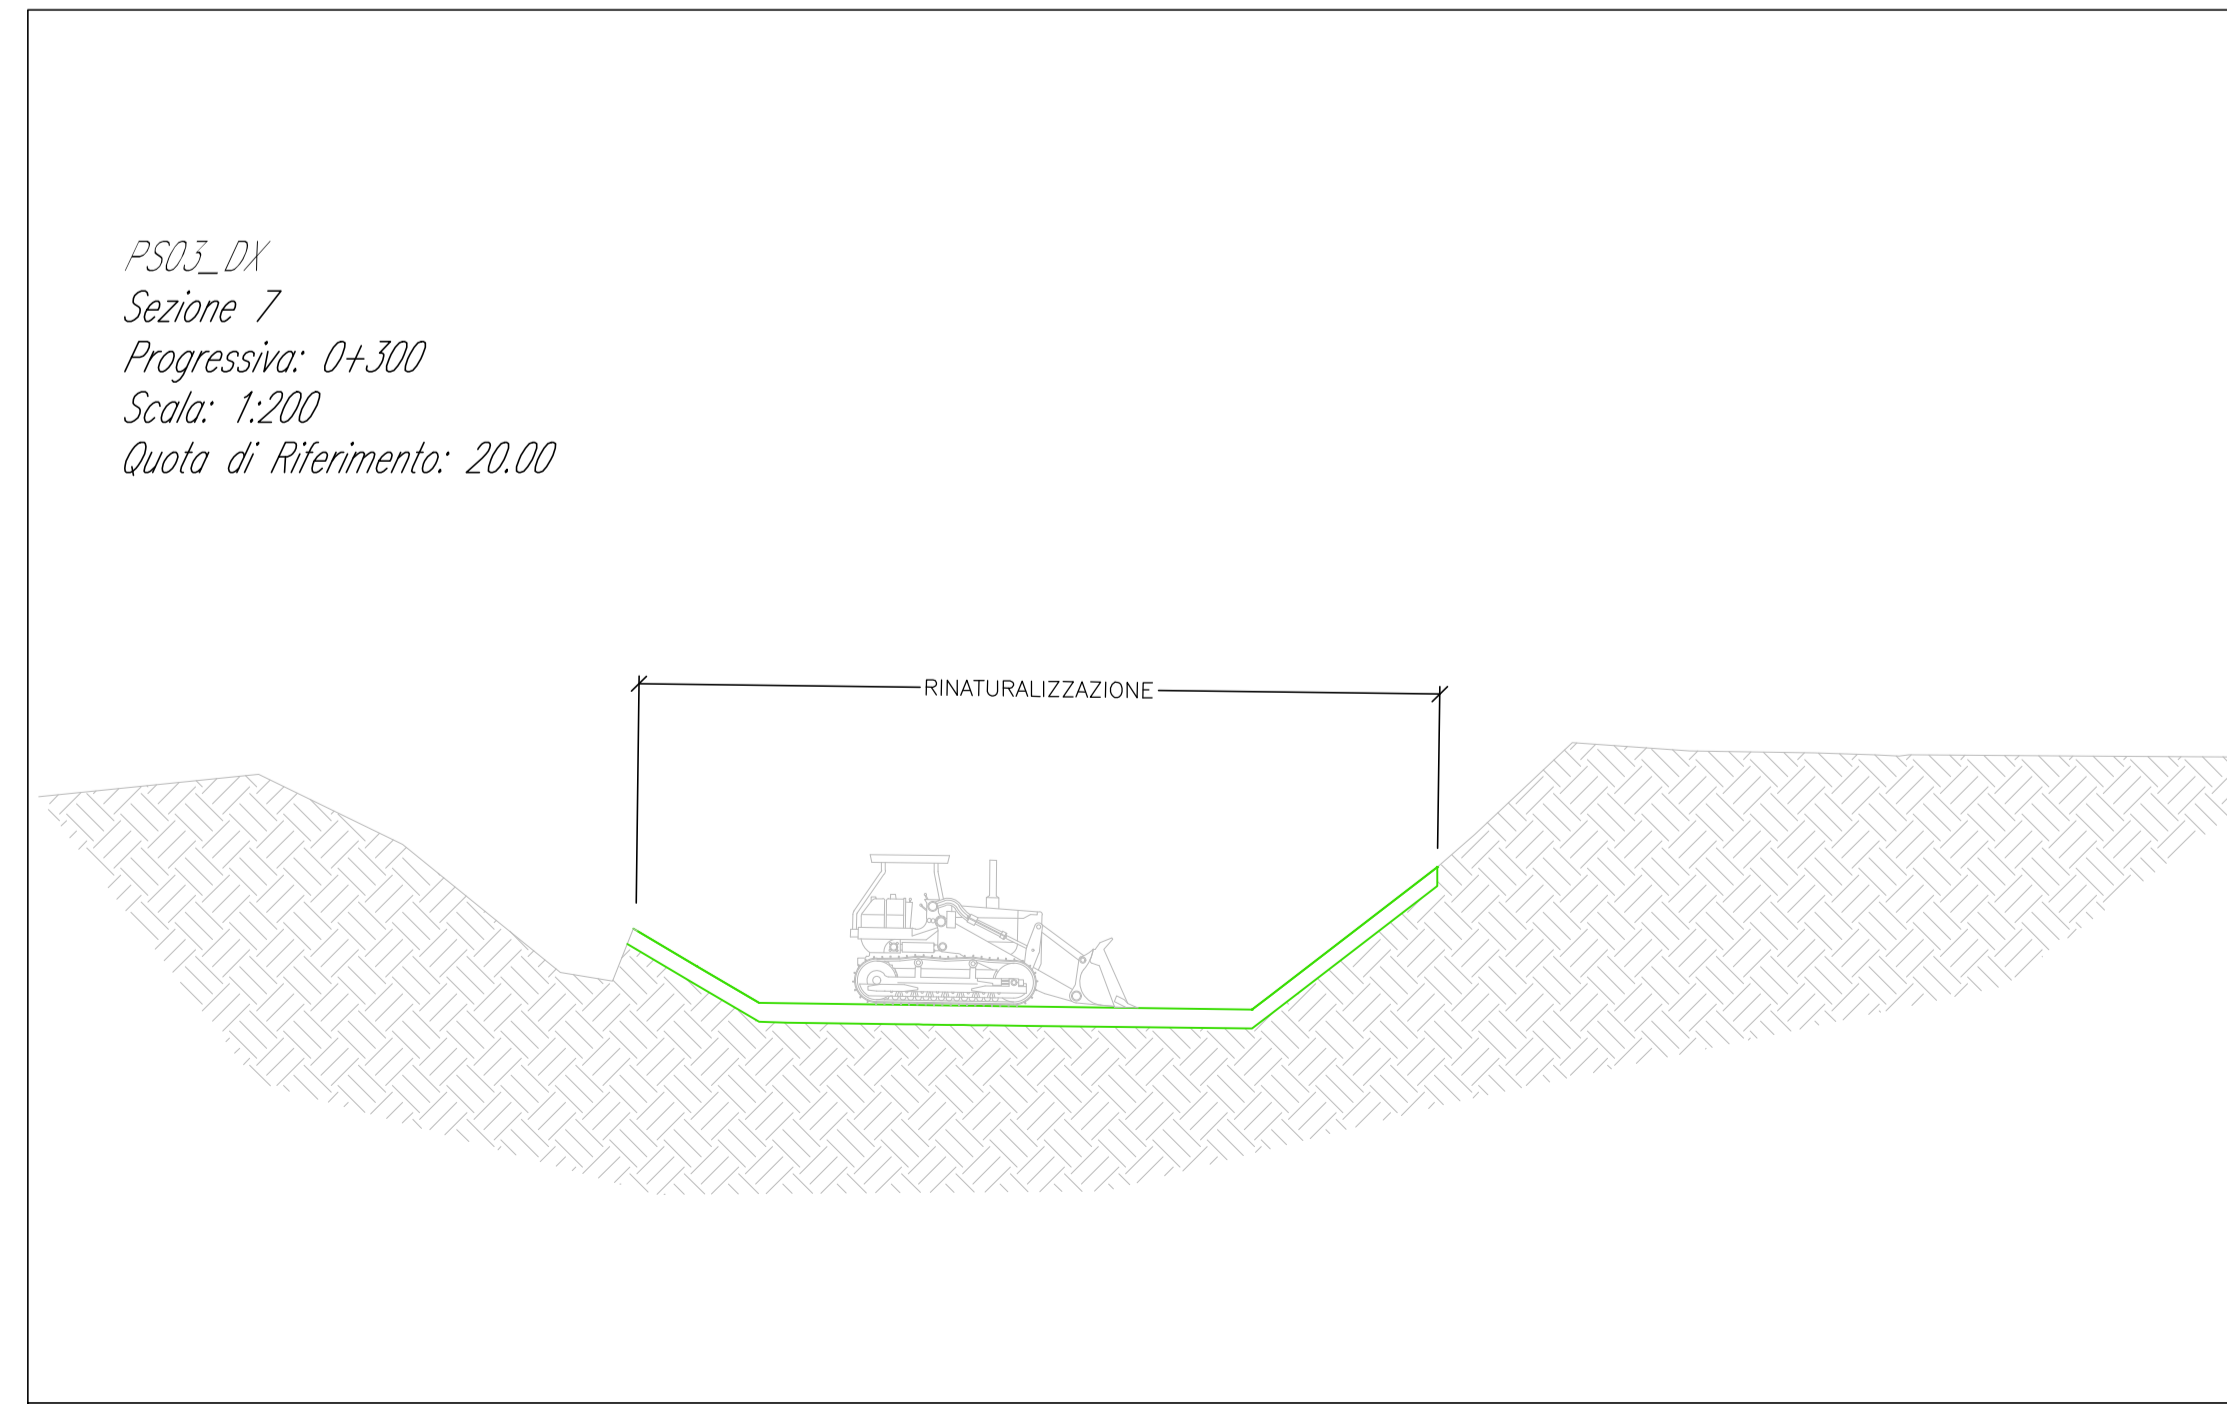 PS03_DX
Sezione 7
Progressiva: 0+300
Scala: 1:200
Quota di Riferimento: 20.00
RINATURALIZZAZIONE